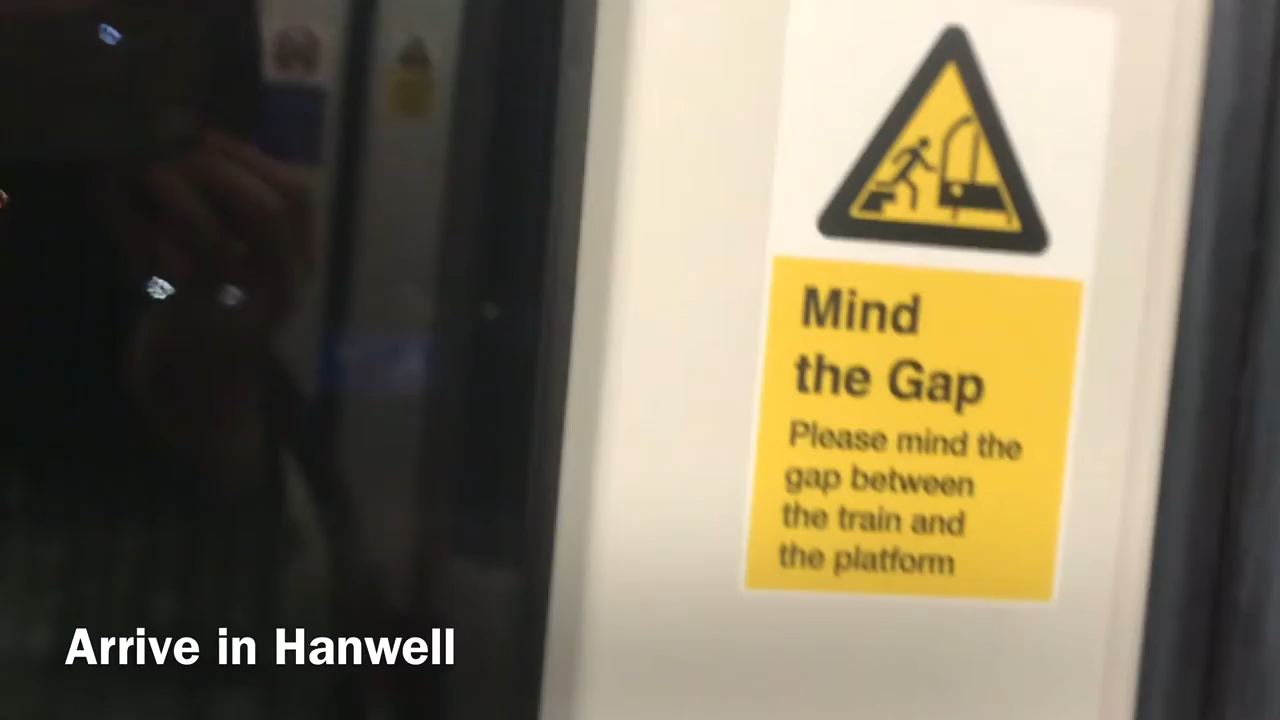 Mind
the Gap
Please mind the
gap between
the train and
the platform
Arrive in Hanwell